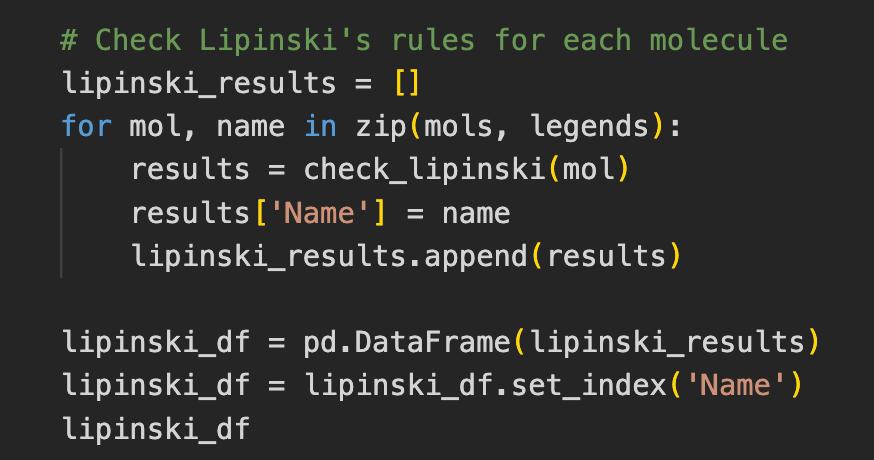 # Check Lipinski's rules for each molecule
lipinski_results = []
for mol, name in zip(mols, legends):
    results = check_lipinski(mol)
    results['Name'] = name
    lipinski_results.append(results)

lipinski_df = pd.DataFrame(lipinski_results)
lipinski_df = lipinski_df.set_index('Name')
lipinski_df